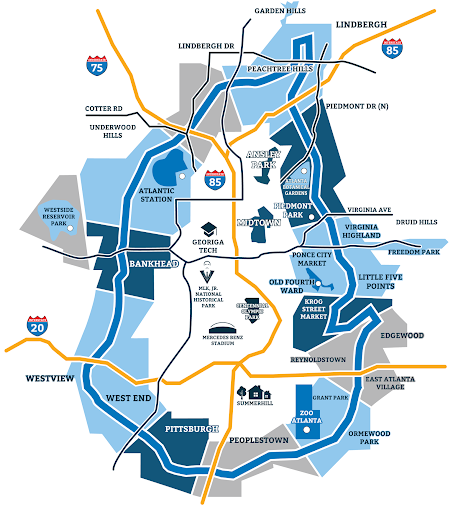 GARDEN HILLS
LINDBERGH
LINDBERGH DR
85
75
PEACHTREE HILLS
COTTER RD
PIEDMONT DR (N)
UNDERWOOD
HILLS
ANSLEY
PARK
85
ATLANTA
BOTANICAL
GARDENS
ATLANTIC
STATION
WESTSIDE
RESERVOIR
PARK
PIEDMONT
PARK
VIRGINIA AVE
MIDTOWN
DRUID HILLS
VIRGINIA
HIGHLAND
GEORIGA
TECH
FREEDOM PARK
PONCE CITY
MARKET
BANKHEAD
LITTLE FIVE
POINTS
OLD FOURTH
WARD
MLK, JR.
NATIONAL
HISTORICAL
PARK
CENTENNIAL
OLYMPIC
PARK
KROG
STREET
MARKET
20
MERCEDES BENZ
STADIUM
EDGEWOOD
REYNOLDSTOWN
WESTVIEW
EAST ATLANTA
VILLAGE
WEST END
SUMMERHILL
GRANT PARK
ZOO
ATLANTA
PITTSBURGH
PEOPLESTOWN
ORMEWOOD
PARK